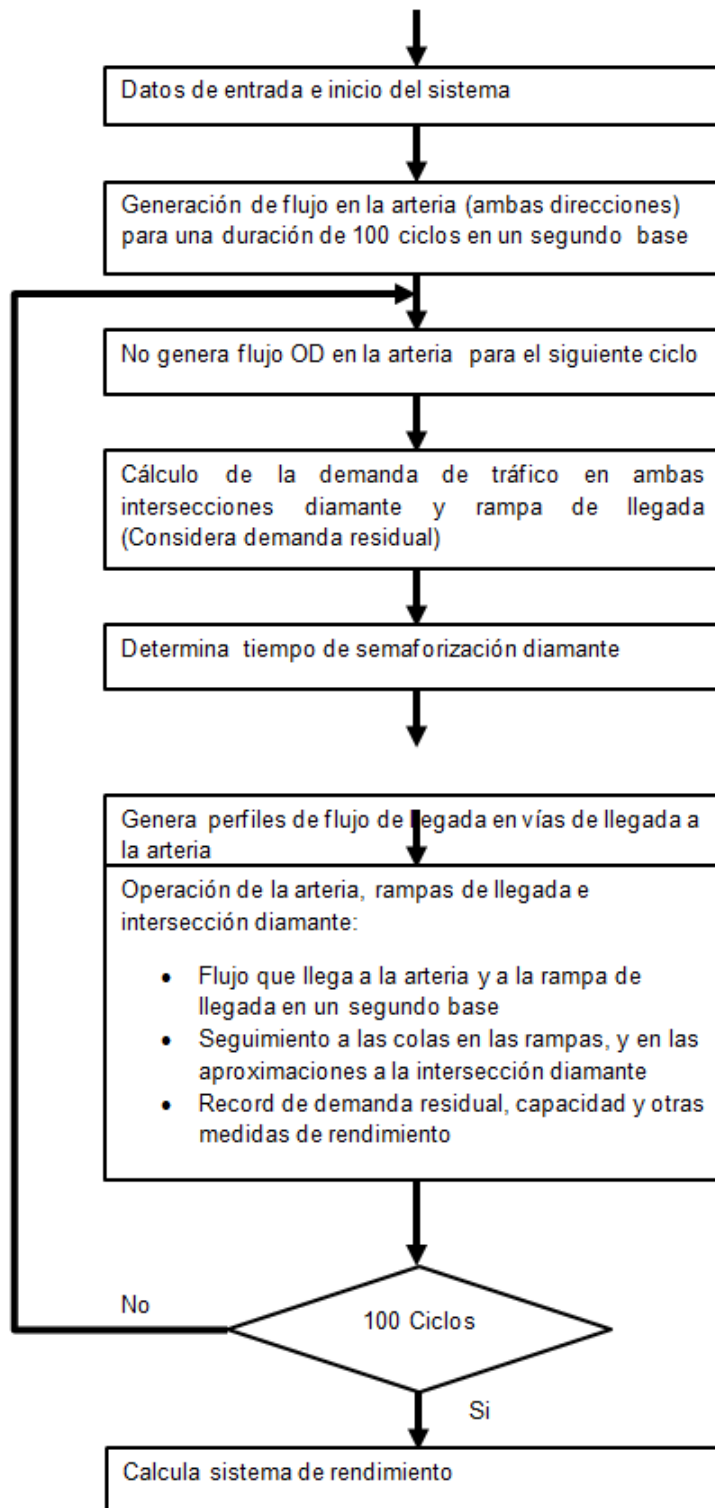 Datos de entrada e inicio del sistema
Generación de flujo en la arteria (ambas direcciones)
para una duración de 100 ciclos en un segundo base
No genera flujo OD en la arteria para el siguiente ciclo
Cálculo de la demanda de tráfico en ambas
intersecciones diamante y rampa de llegada
(Considera demanda residual)
Determina tiempo de semaforización diamante
Genera perfiles de flujo de llegada en vías de llegada a
la arteria
Operación de la arteria, rampas de llegada e
intersección diamante:
• Flujo que llega a la arteria y a la rampa de
llegada en un segundo base
• Seguimiento a las colas en las rampas, y en las
aproximaciones a la intersección diamante
• Record de demanda residual, capacidad y otras
medidas de rendimiento
No
100 Ciclos
Si
Calcula sistema de rendimiento